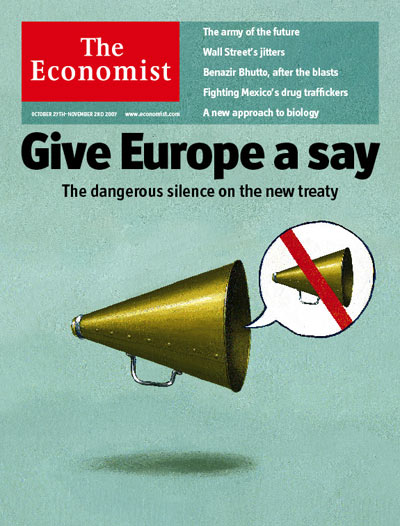 The
Economist
OCTOBER 27TH–NOVEMBER 2ND 2007 www.economist.com
The army of the future
Wall Street's jitters
Benazir Bhutto, after the blasts
Fighting Mexico's drug traffickers
A new approach to biology
Give Europe a say
The dangerous silence on the new treaty